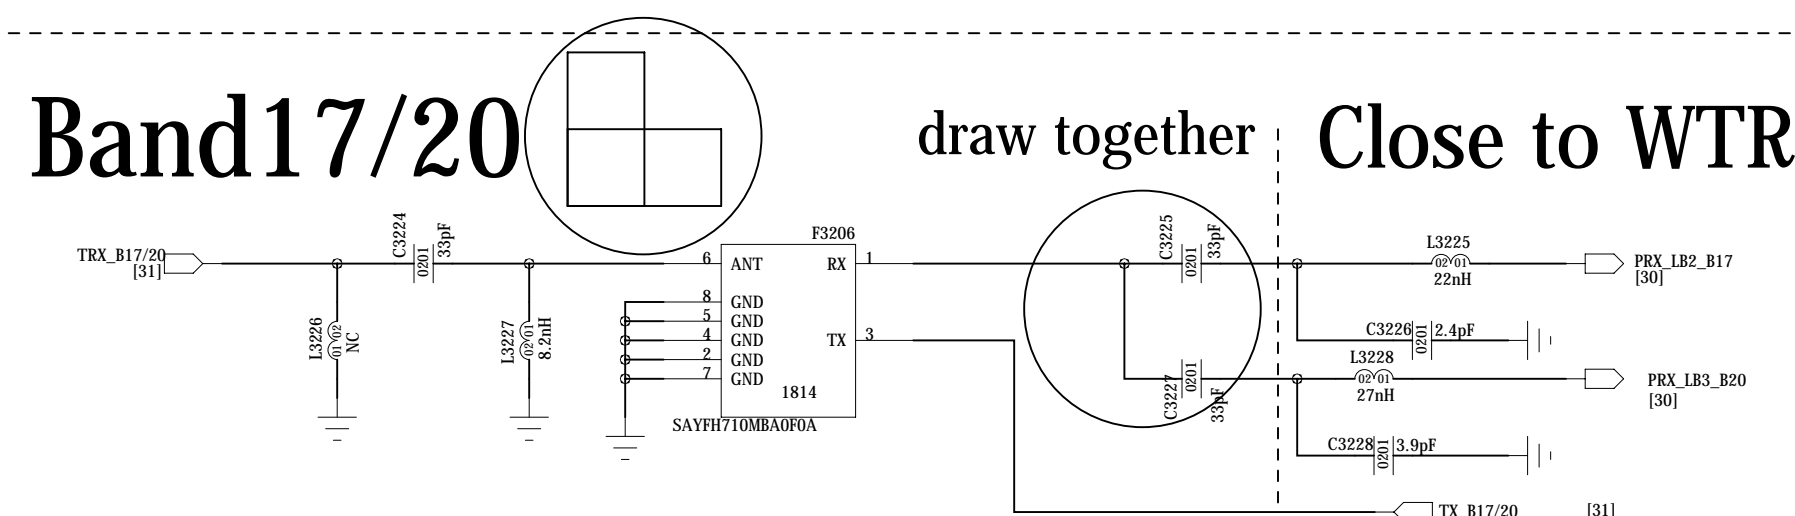 Band17/20
draw together
Close to WTR
TRX_B17/20
[31]
C3224
0201
33pF
L3226
01 02
NC
L3227
02 01
8.2nH
F3206
6 ANT
RX 1
8 GND
5 GND
4 GND
TX 3
2 GND
7 GND
1814
SAYFH710MBA0F0A
C3225
0201
33pF
L3225
02 01
22nH
PRX_LB2_B17
[30]
C3226
0201
2.4pF
C3227
0201
33pF
L3228
02 01
27nH
PRX_LB3_B20
[30]
C3228
0201
3.9pF
TX_B17/20
[31]